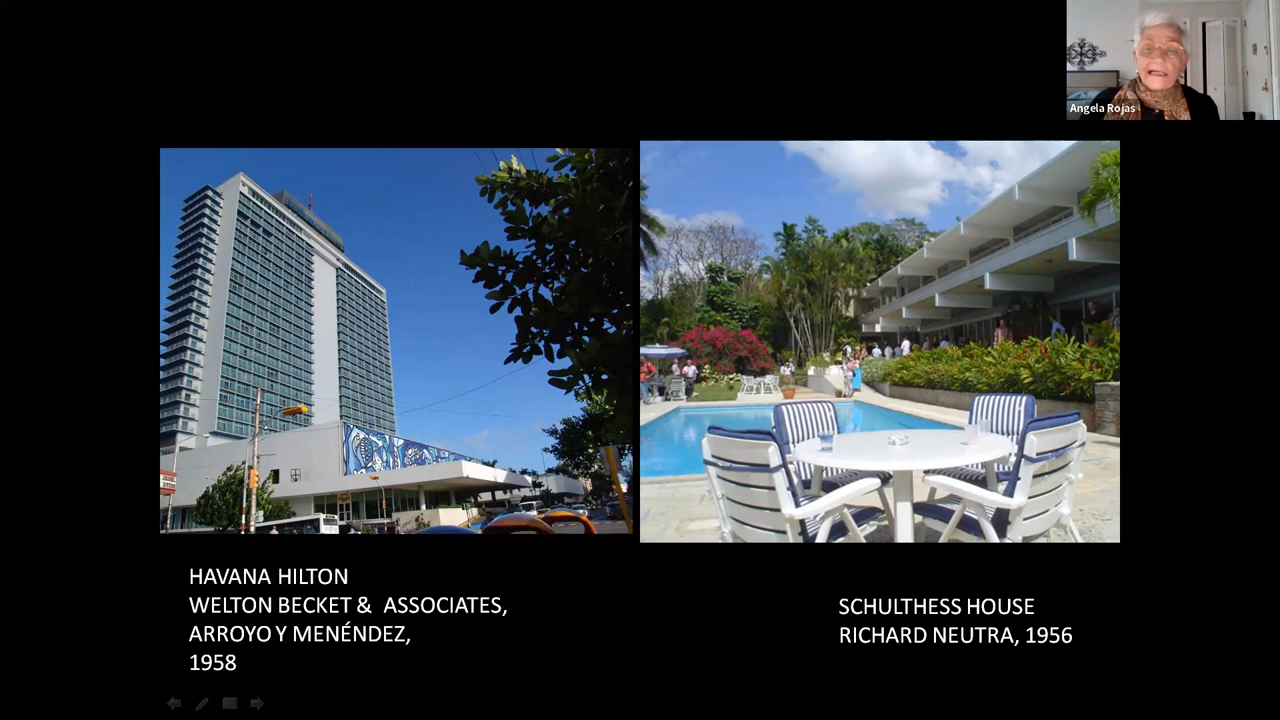 Angela Rojas
HAVANA HILTON
WELTON BECKET & ASSOCIATES,
ARROYO Y MENÉNDEZ,
1958
SCHULTHESS HOUSE
RICHARD NEUTRA, 1956